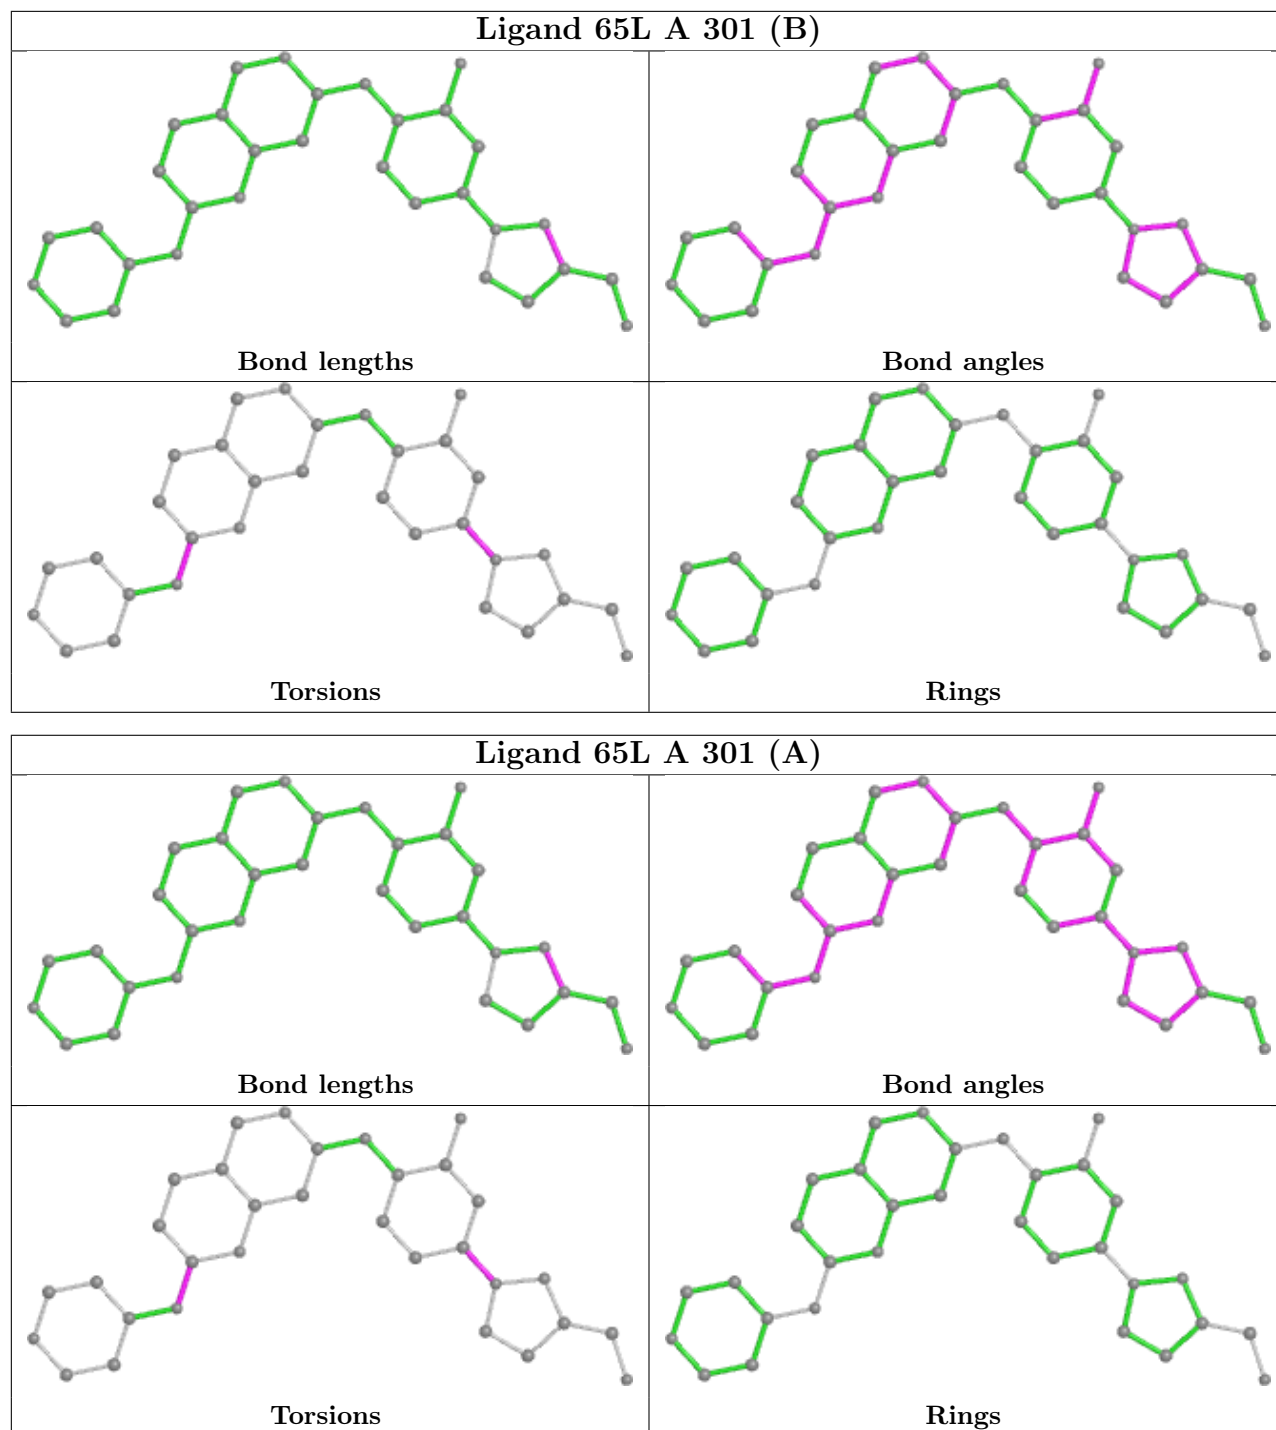 Ligand 65L A 301 (B)
Bond lengths
Bond angles
Torsions
Rings
Ligand 65L A 301 (A)
Bond lengths
Bond angles
Torsions
Rings